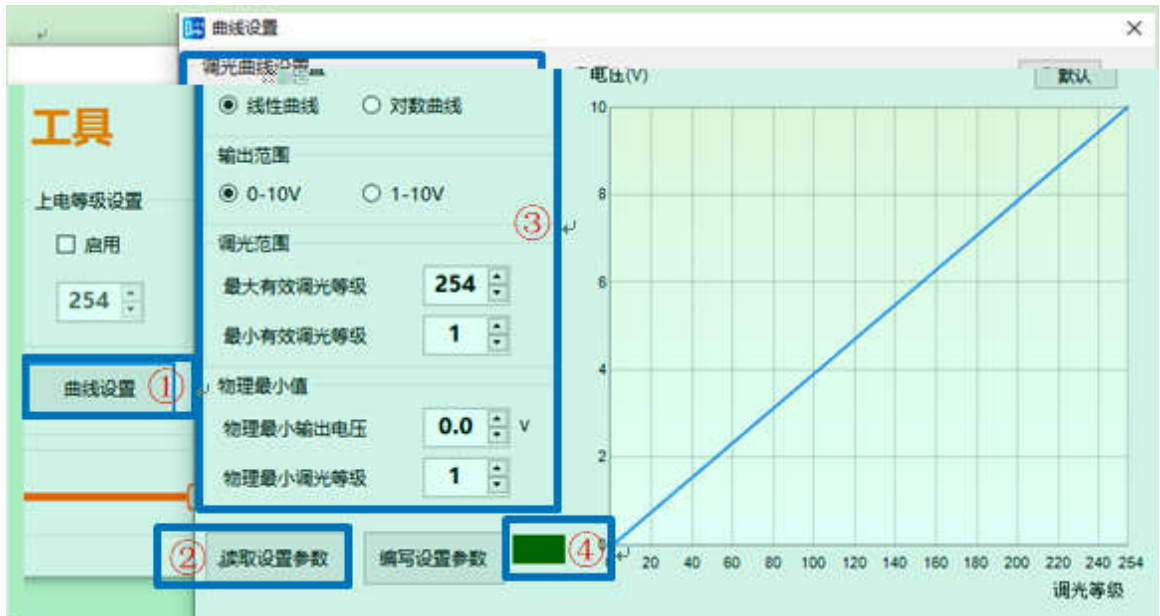 曲线设置
调光曲线设置
电压(V)
默认
线性曲线
对数曲线
工具
输出范围
0-10V
1-10V
上电等级设置
启用
254
③
调光范围
最大有效调光等级
254
最小有效调光等级
1
曲线设置
①
物理最小值
物理最小输出电压
0.0
V
物理最小调光等级
1
②
读取设置参数
编写设置参数
④
10
8
6
4
2
0
20 40 60 80 100 120 140 160 180 200 220 240 254
调光等级